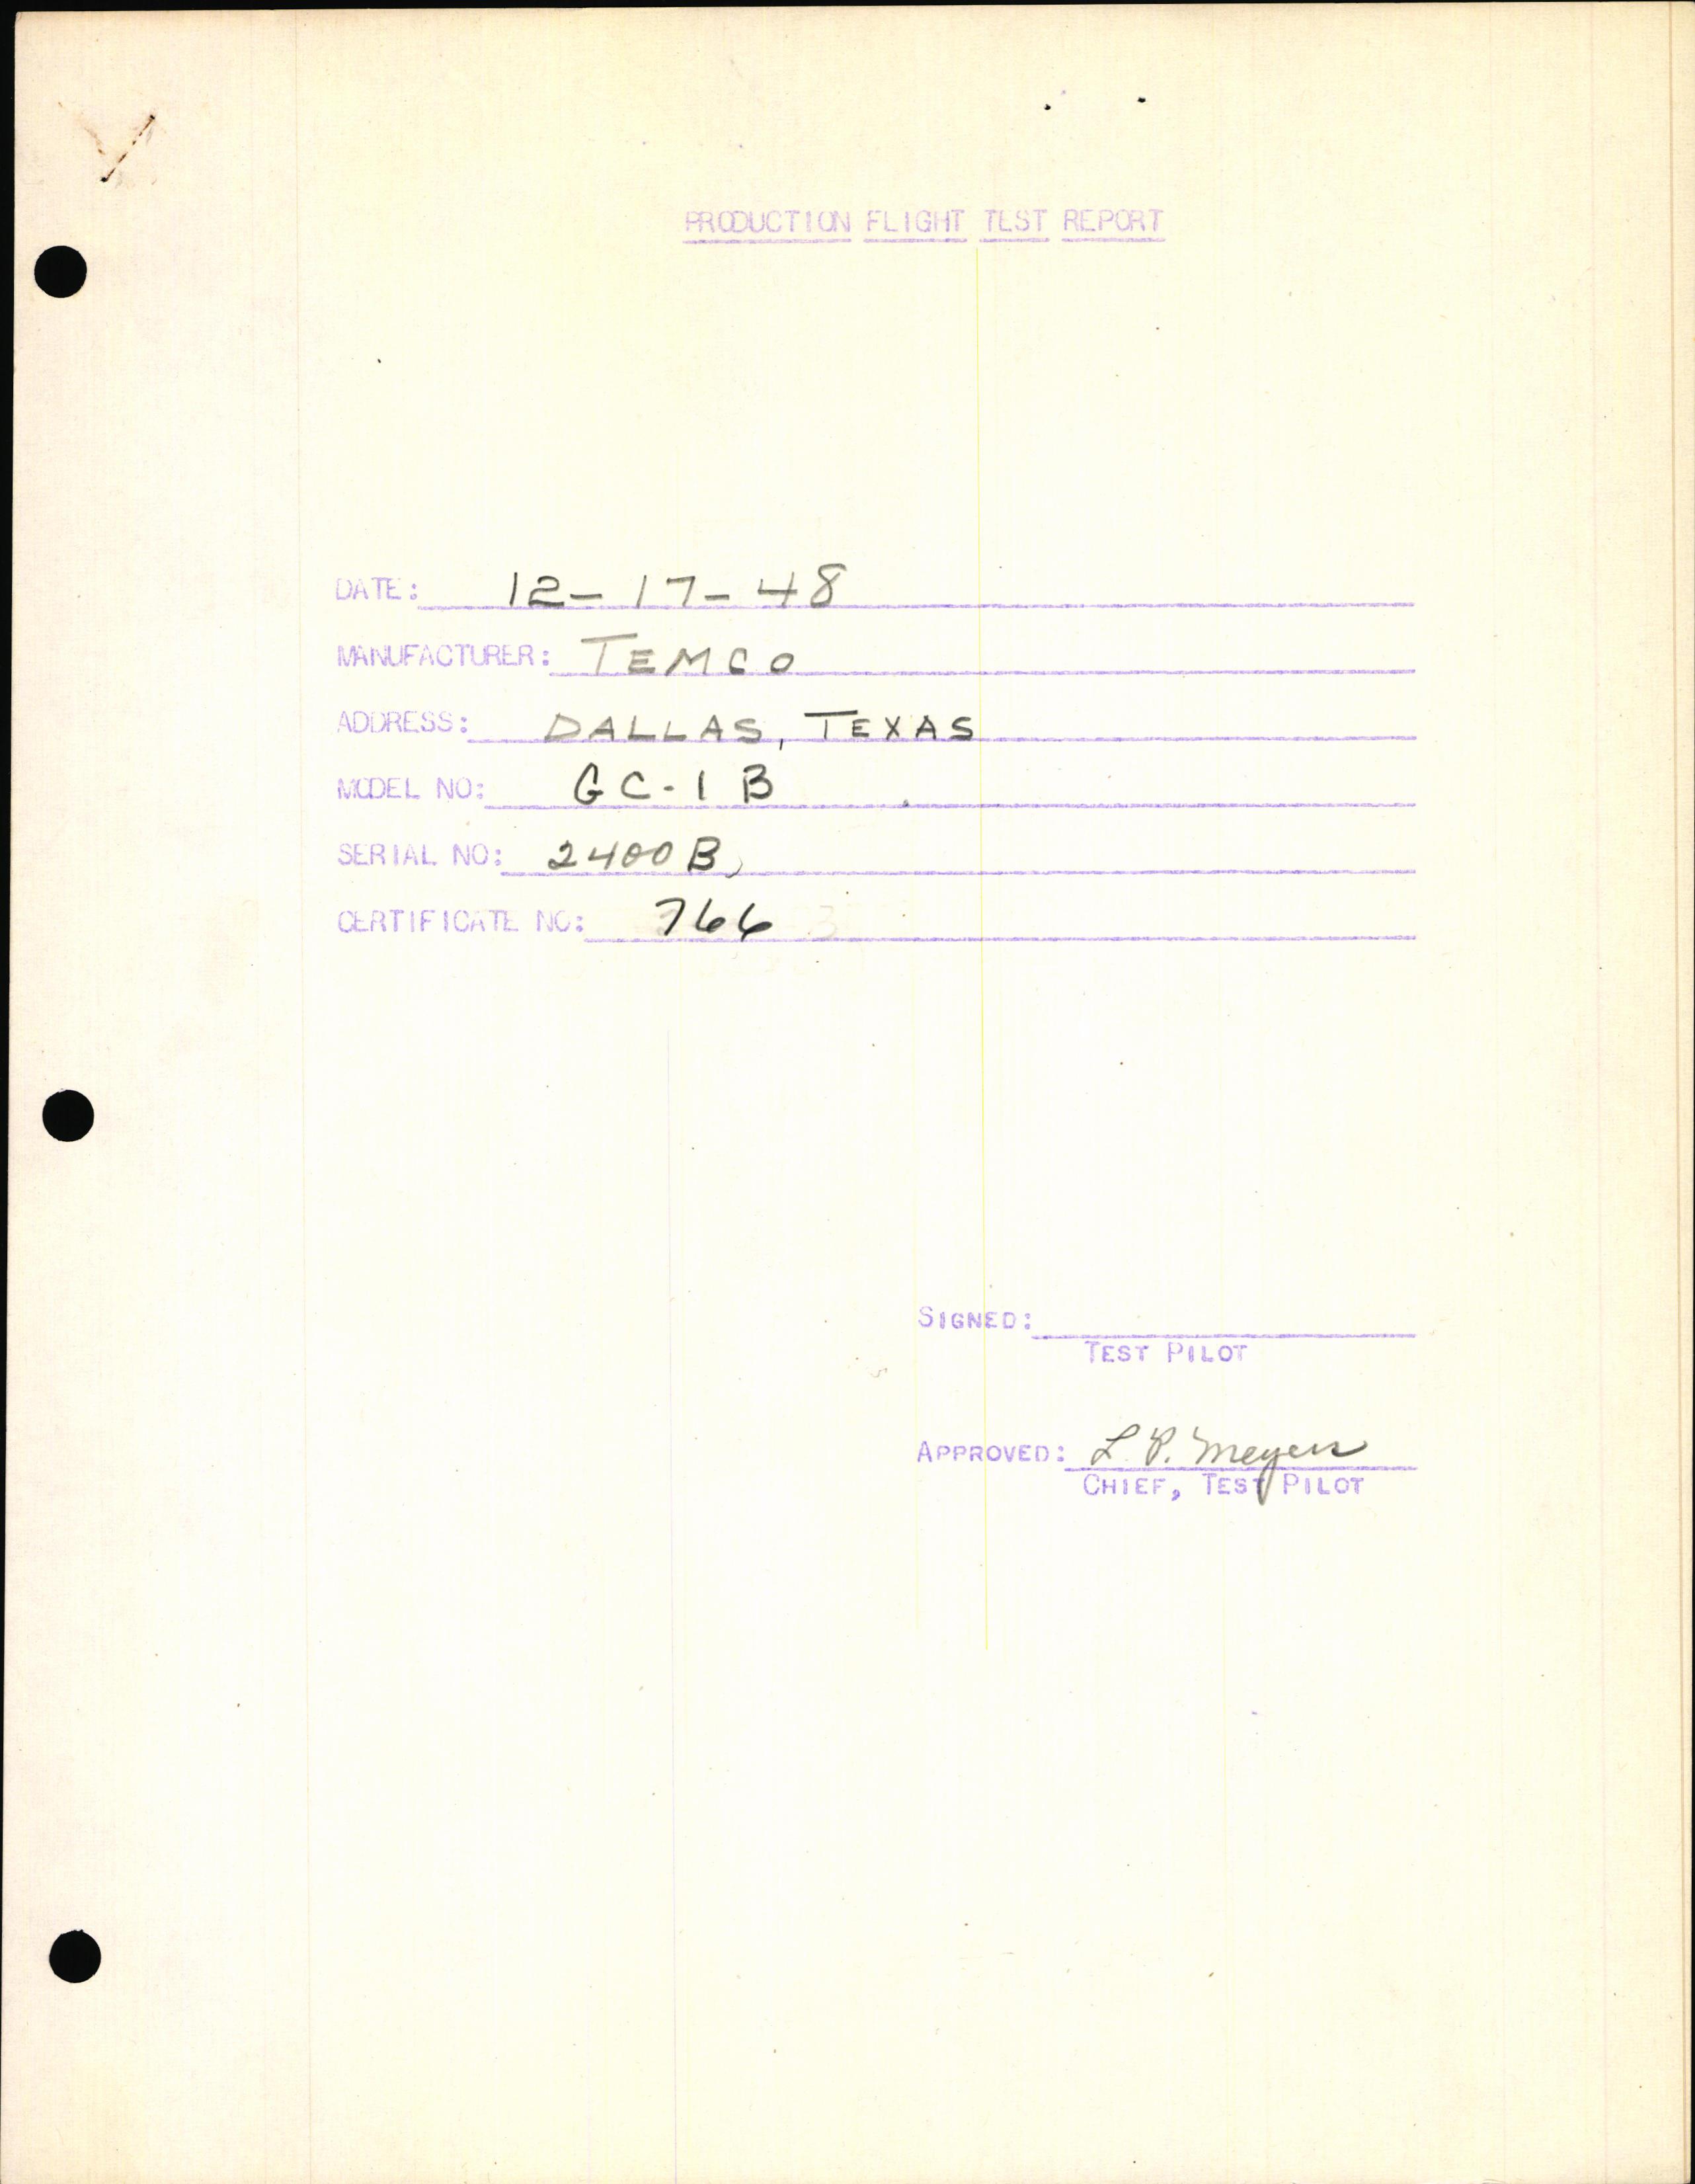 PRODUCTION FLIGHT TEST REPORT
DATE: 12-17-48
MANUFACTURER: TEMCO
ADDRESS: DALLAS, TEXAS
MODEL NO: GC-1B
SERIAL NO: 2400B
CERTIFICATE NO: 766
SIGNED:
TEST PILOT
APPROVED: L. P. Meyers
CHIEF, TEST PILOT